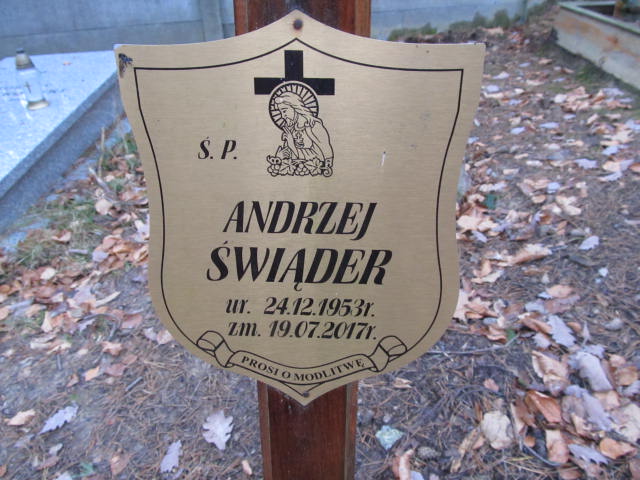 Ś. P.
ANDRZEJ
ŚWIĄDER
ur. 24.12.1953r.
zm. 19.07.2017r.
PROSI O MODLITWĘ